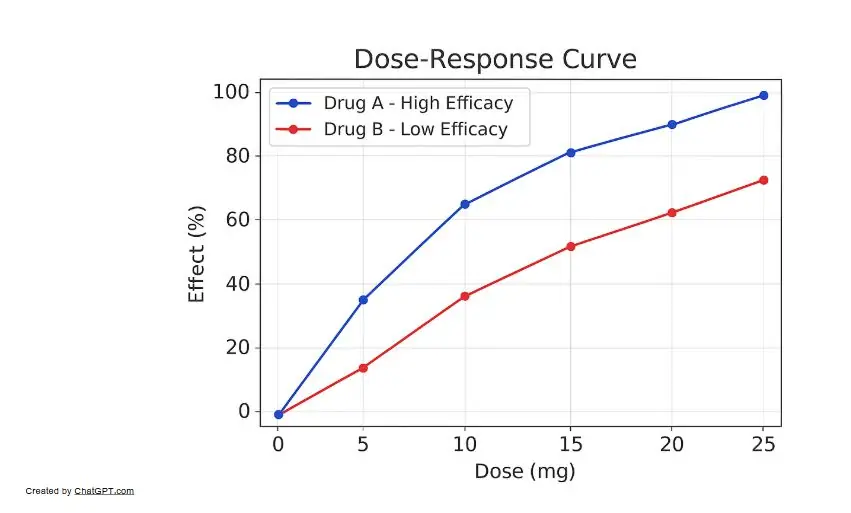 Dose-Response Curve
Drug A - High Efficacy
Drug B - Low Efficacy
Effect (%)
100
80
60
40
20
0
0 5 10 15 20 25
Dose (mg)
Created by ChatGPT.com